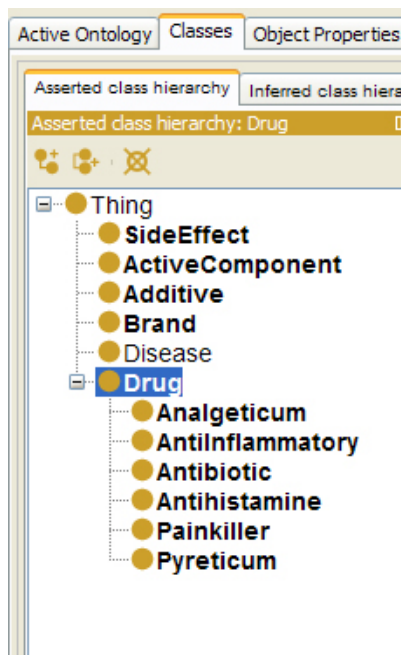 Active Ontology Classes Object Properties
Asserted class hierarchy Inferred class hiera
Asserted class hierarchy: Drug D
Thing
SideEffect
ActiveComponent
Additive
Brand
Disease
Drug
Analgeticum
AntiInflammatory
Antibiotic
Antihistamine
Painkiller
Pyreticum